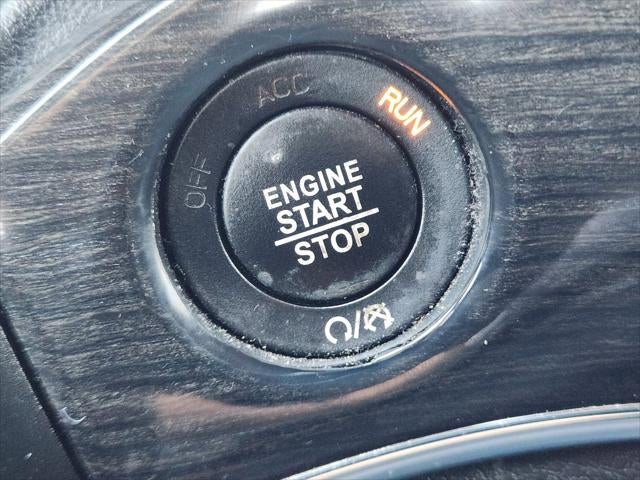 ACC
RUN
OFF
ENGINE
START
STOP